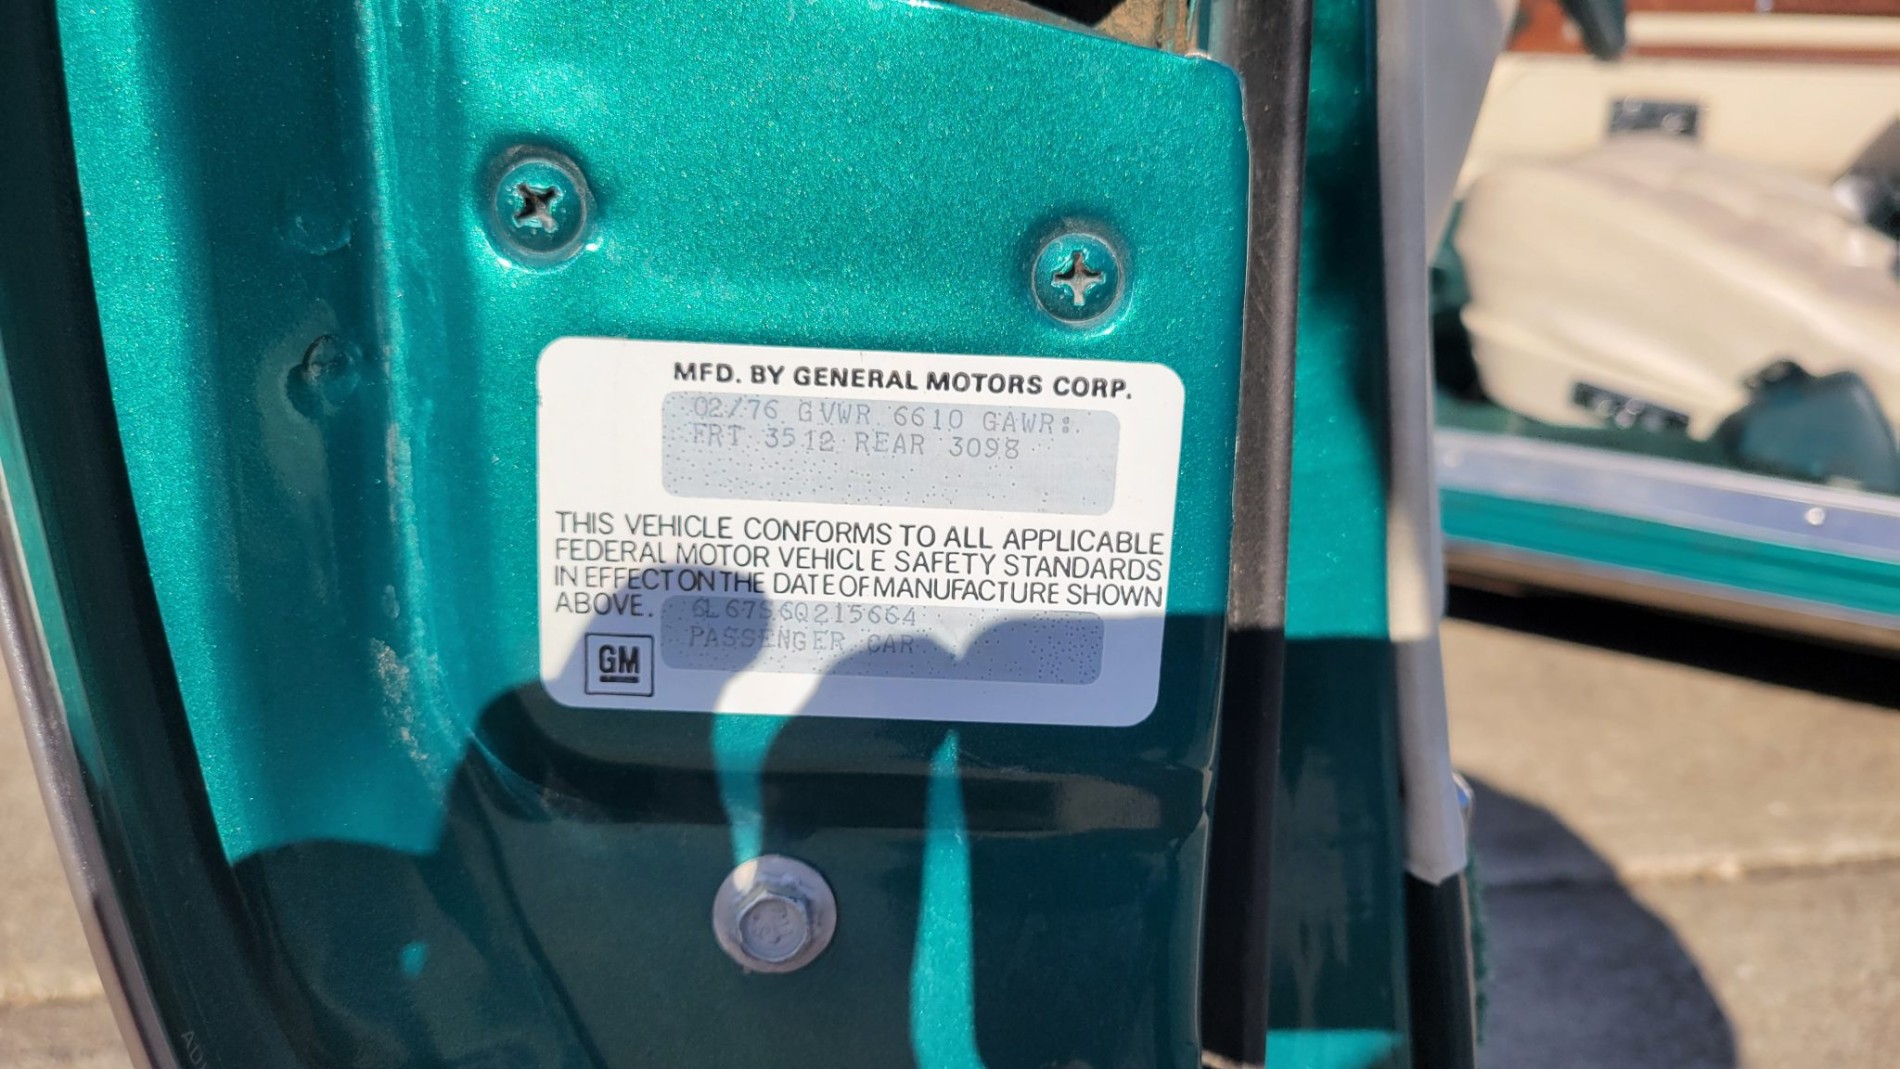 MFD. BY GENERAL MOTORS CORP.
02/76 GVWR 6610 GAWR:
FRT 3512 REAR 3098
THIS VEHICLE CONFORMS TO ALL APPLICABLE
FEDERAL MOTOR VEHICLE SAFETY STANDARDS
IN EFFECT ON THE DATE OF MANUFACTURE SHOWN
ABOVE.
6L67S6Q215664
PASSENGER CAR
GM